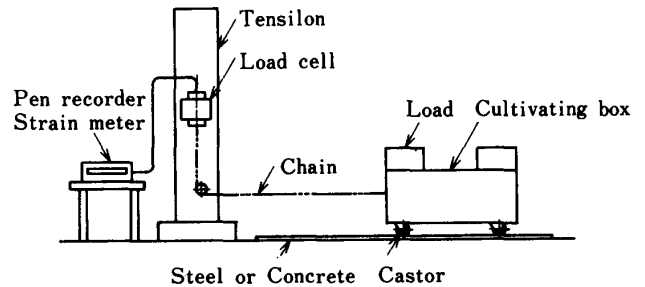 Tensilon
Load cell
Pen recorder
Strain meter
Load
Cultivating box
Chain
Steel or Concrete
Castor